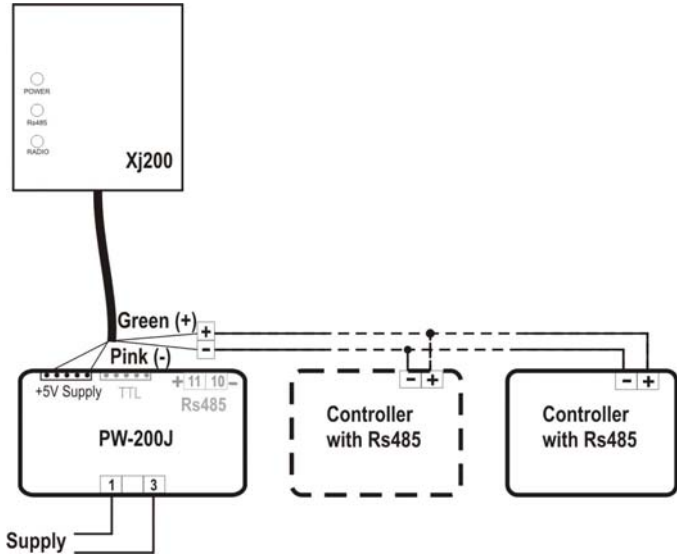 POWER
Rs485
RADIO
Xj200
Green (+)
+
-
Pink (-)
+5V Supply
TTL
+ 11 10 -
Rs485
PW-200J
1 3
Supply
- +
Controller
with Rs485
- +
Controller
with Rs485